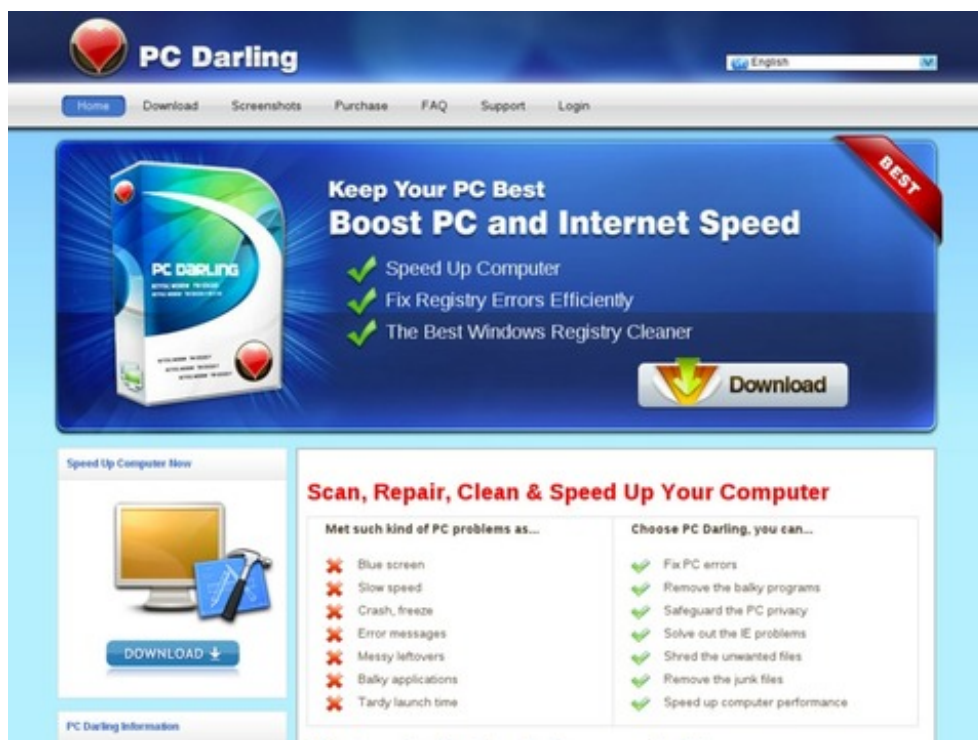 PC Darling
English
Home Download Screenshots Purchase FAQ Support Login
BEST
Keep Your PC Best
Boost PC and Internet Speed
Speed Up Computer
Fix Registry Errors Efficiently
The Best Windows Registry Cleaner
PC DARLING
Download
Speed Up Computer Now
DOWNLOAD
PC Darling Information
Scan, Repair, Clean & Speed Up Your Computer
Met such kind of PC problems as...
Blue screen
Slow speed
Crash, freeze
Error messages
Messy leftovers
Balky applications
Tardy launch time
Choose PC Darling, you can...
Fix PC errors
Remove the balky programs
Safeguard the PC privacy
Solve out the IE problems
Shred the unwanted files
Remove the junk files
Speed up computer performance